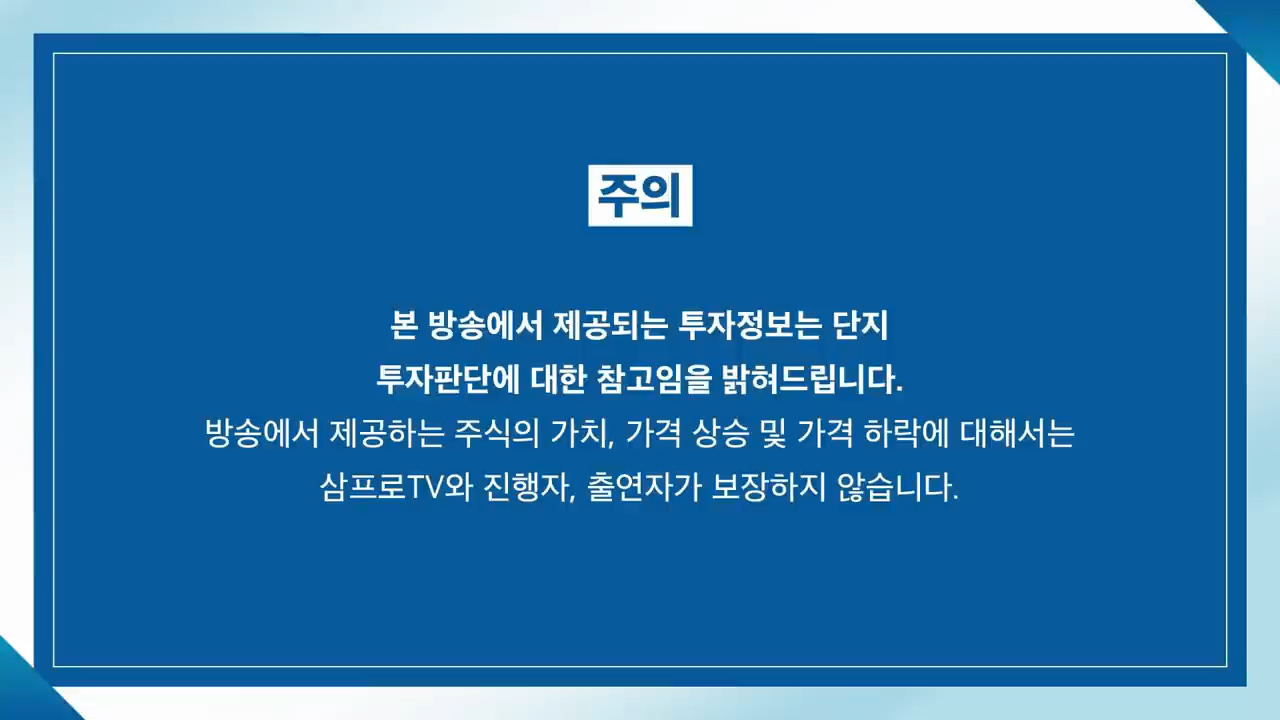 주의
본 방송에서 제공되는 투자정보는 단지
투자판단에 대한 참고임을 밝혀드립니다.
방송에서 제공하는 주식의 가치, 가격 상승 및 가격 하락에 대해서는
삼프로TV와 진행자, 출연자가 보장하지 않습니다.